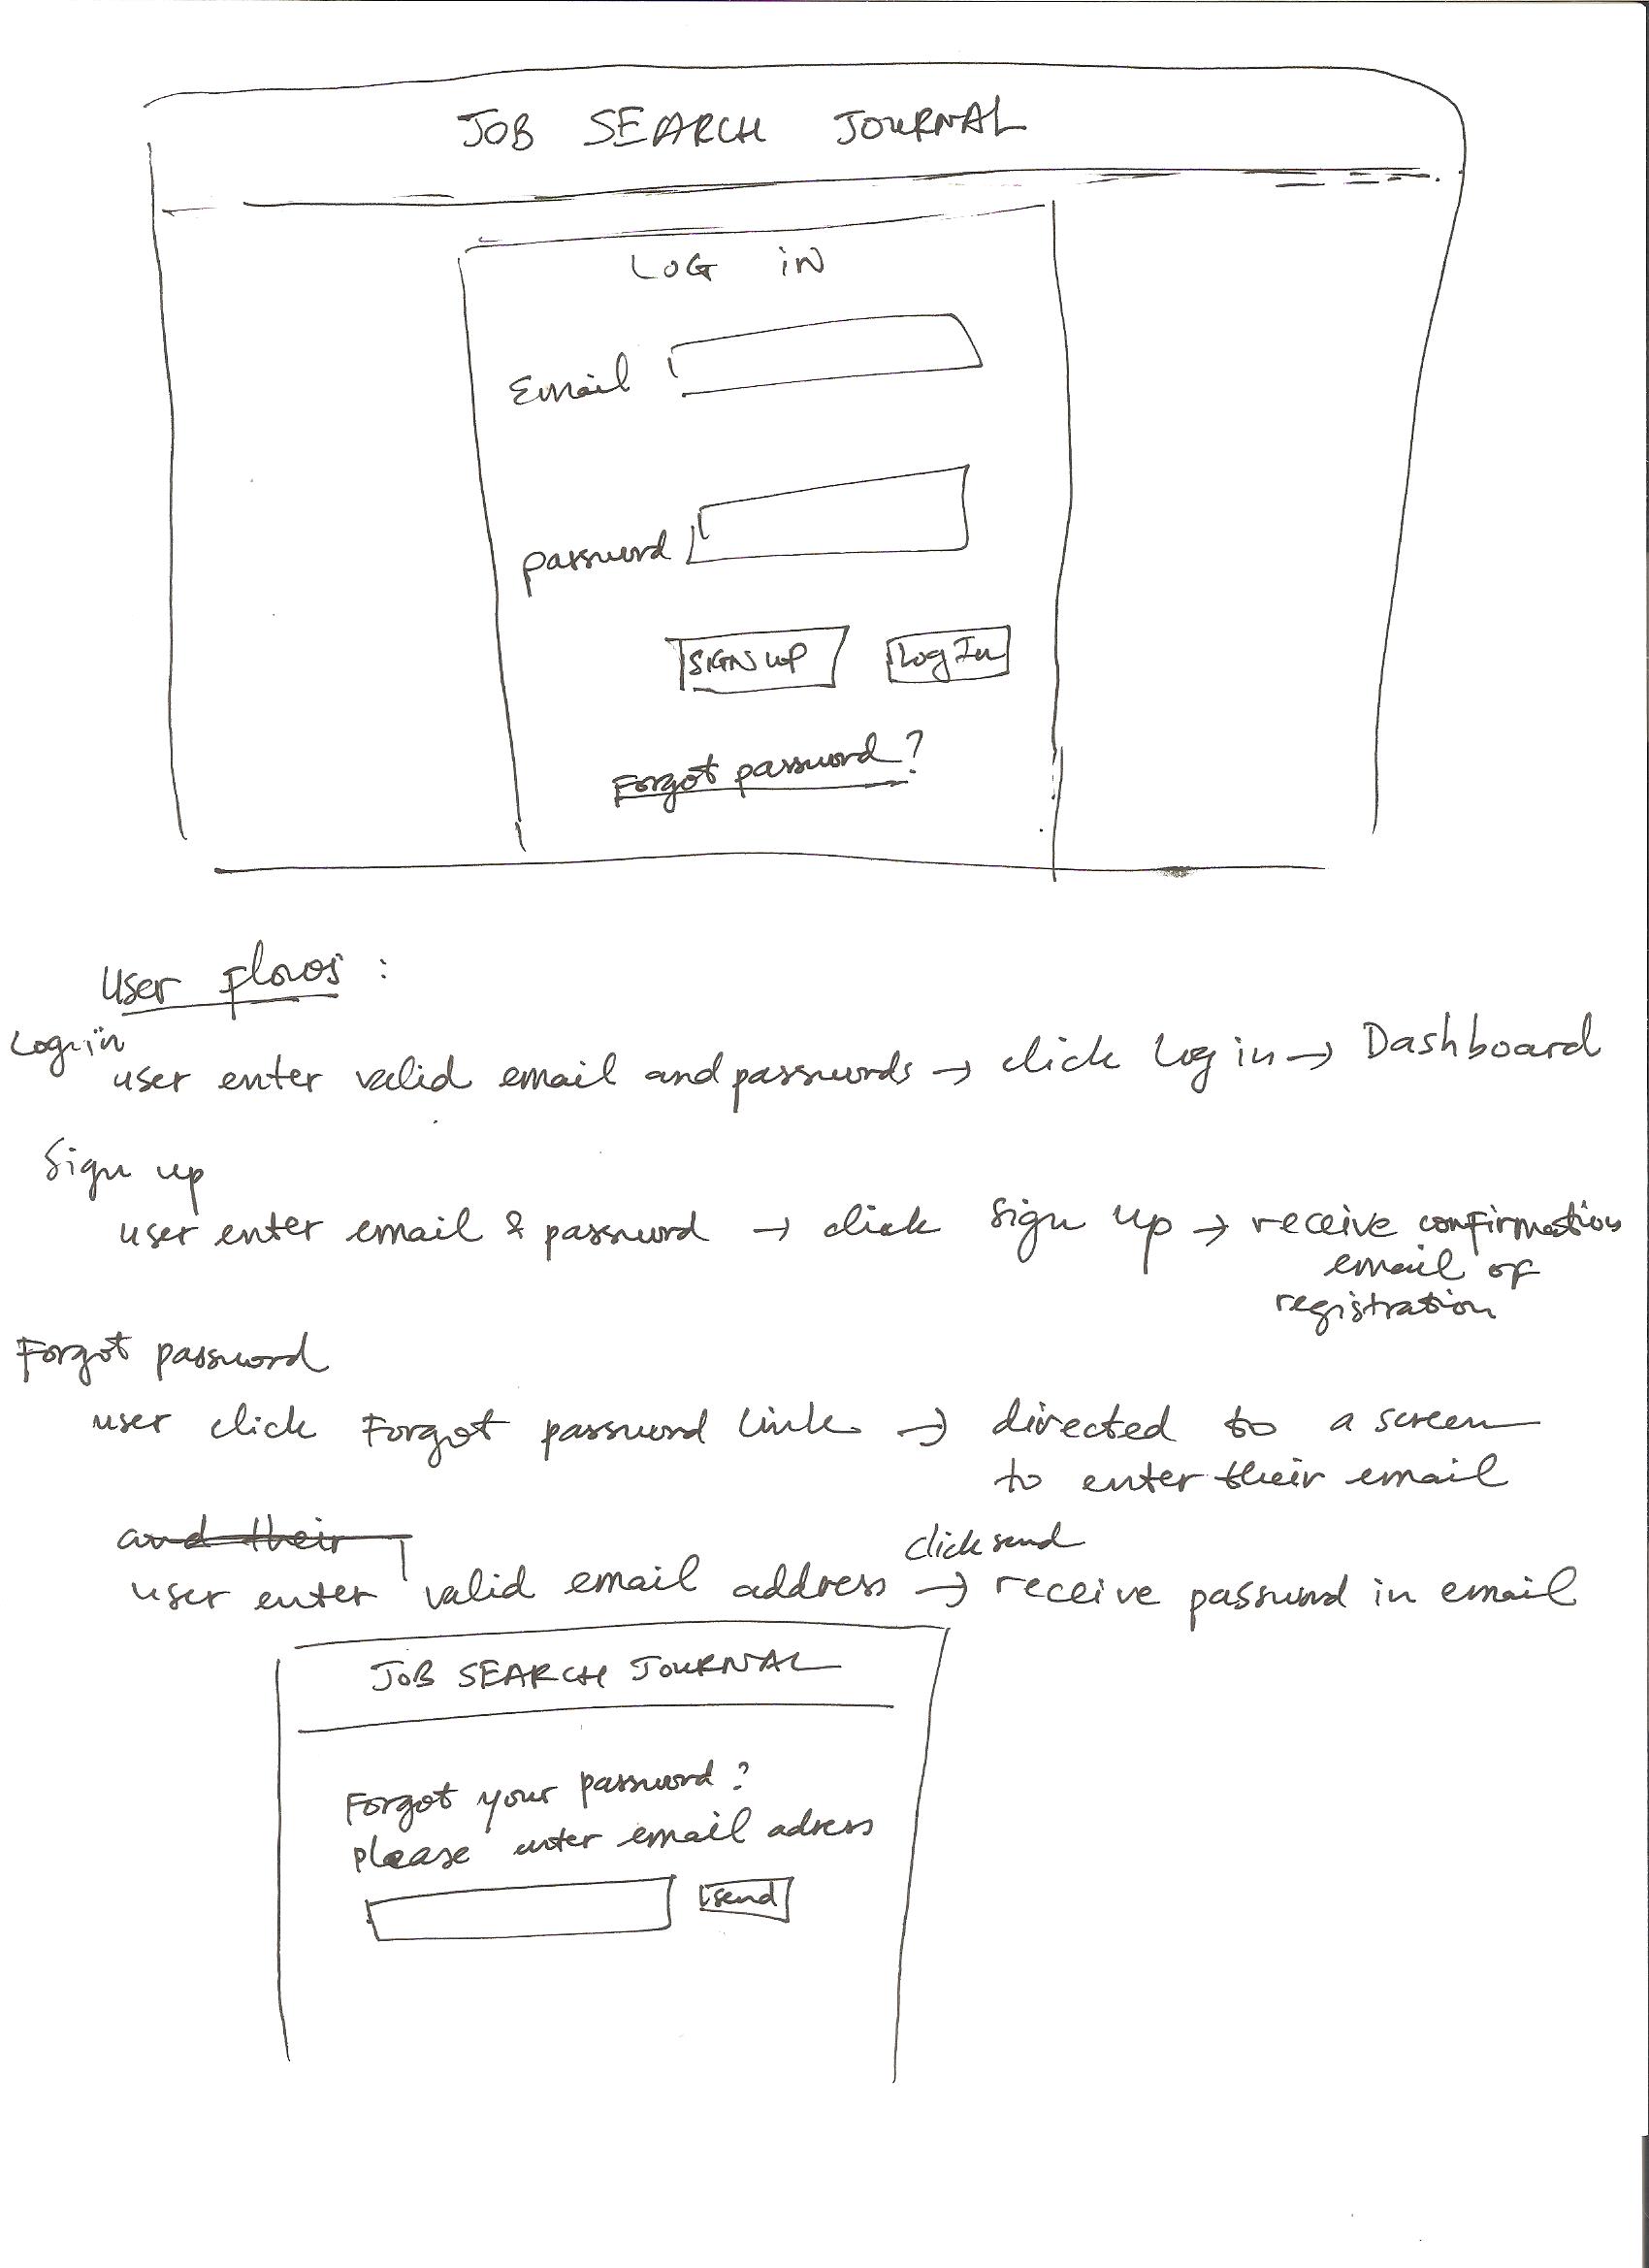 JOB SEARCH JOURNAL
LOG IN
Email
password
SIGN UP
Log In
Forgot password?
User Flows:
Login
user enter valid email and passwords → click Log in → Dashboard
Sign up
user enter email & password → click Sign up → receive confirmation
email of
registration
Forgot password
user click Forgot password link → directed to a screen
to enter their email
and their
click send
user enter valid email address → receive password in email
JOB SEARCH JOURNAL
Forgot your password?
please enter email adress
send